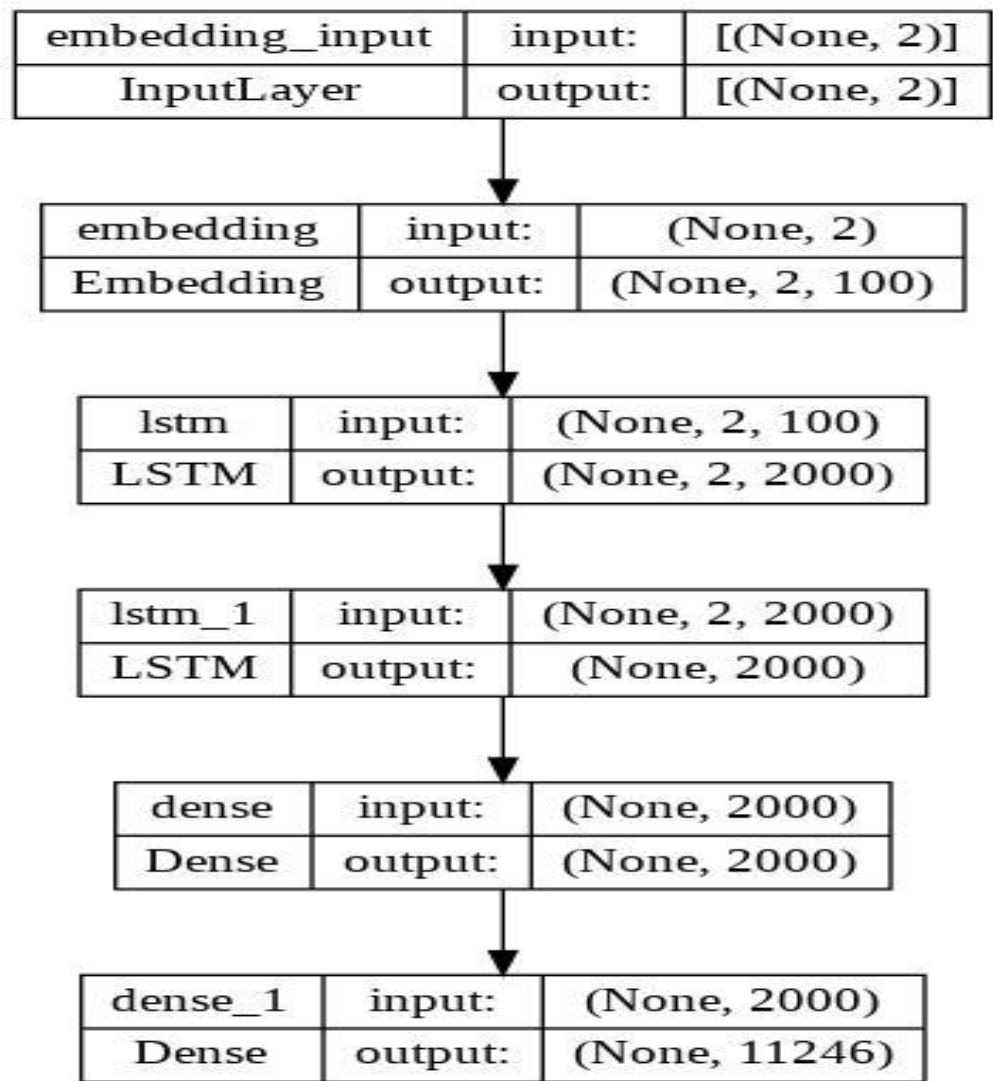 embedding_input input: [(None, 2)]
InputLayer output: [(None, 2)]
embedding input: (None, 2)
Embedding output: (None, 2, 100)
lstm input: (None, 2, 100)
LSTM output: (None, 2, 2000)
lstm_1 input: (None, 2, 2000)
LSTM output: (None, 2000)
dense input: (None, 2000)
Dense output: (None, 2000)
dense_1 input: (None, 2000)
Dense output: (None, 11246)